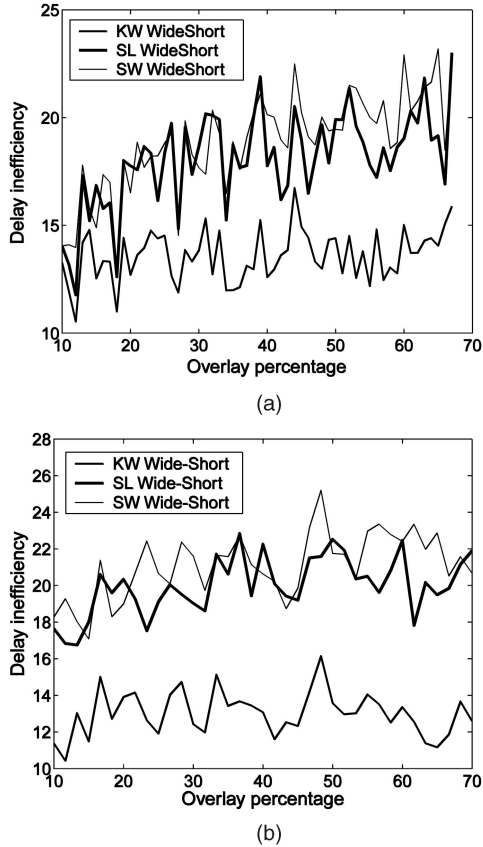 25
KW WideShort
SL WideShort
SW WideShort
20
Delay inefficiency
15
10
10 20 30 40 50 60 70
Overlay percentage
(a)
28
KW Wide-Short
26
SL Wide-Short
24
SW Wide-Short
22
20
Delay inefficiency
18
16
14
12
10
10 20 30 40 50 60 70
Overlay percentage
(b)